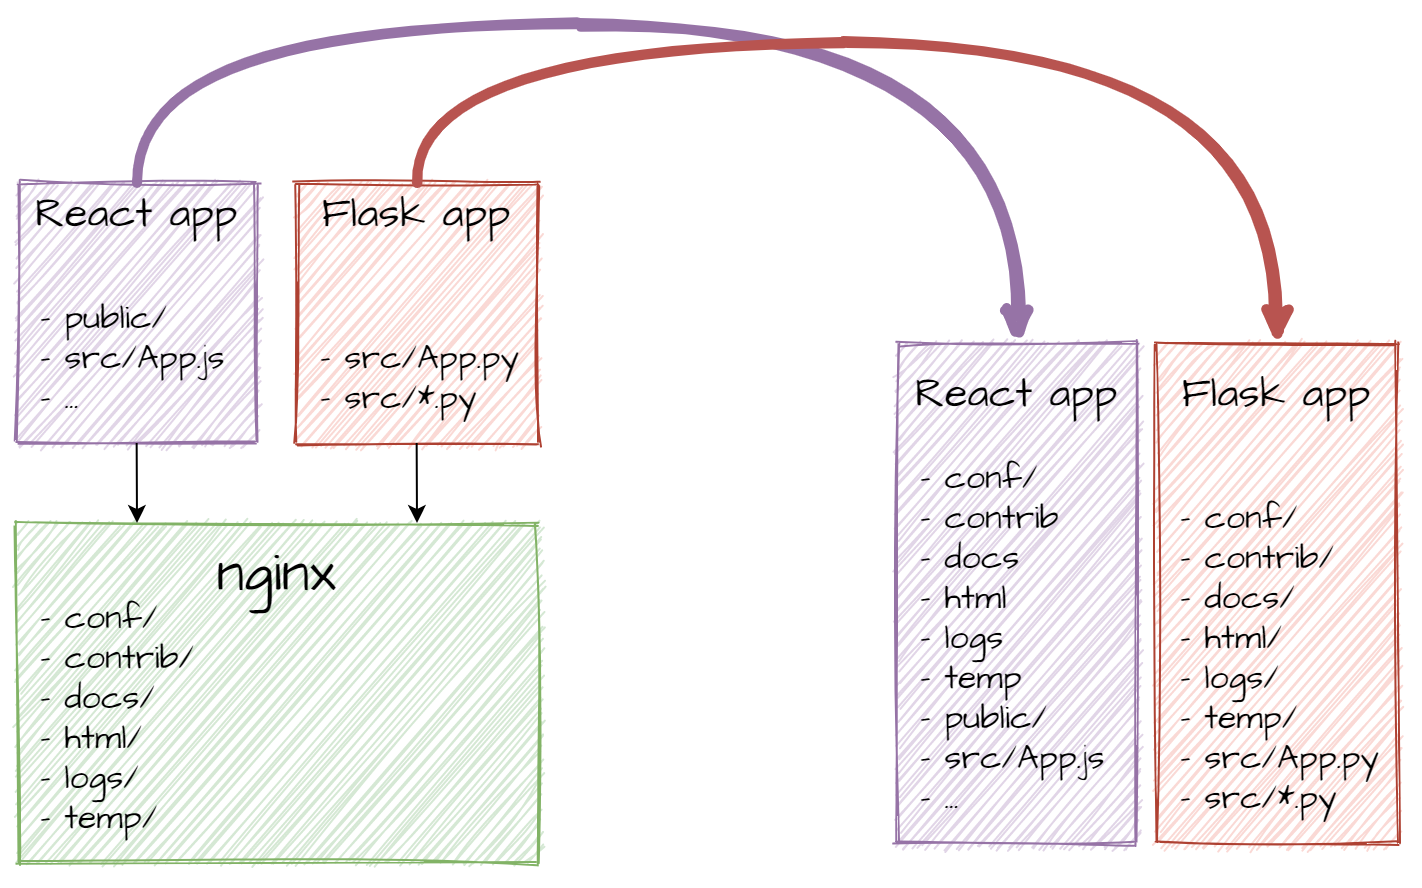 React app
- public/
- src/App.js
- ...
Flask app
- src/App.py
- src/*.py
nginx
- conf/
- contrib/
- docs/
- html/
- logs/
- temp/
React app
- conf/
- contrib
- docs
- html
- logs
- temp
- public/
- src/App.js
- ...
Flask app
- conf/
- contrib/
- docs/
- html/
- logs/
- temp/
- src/App.py
- src/*.py